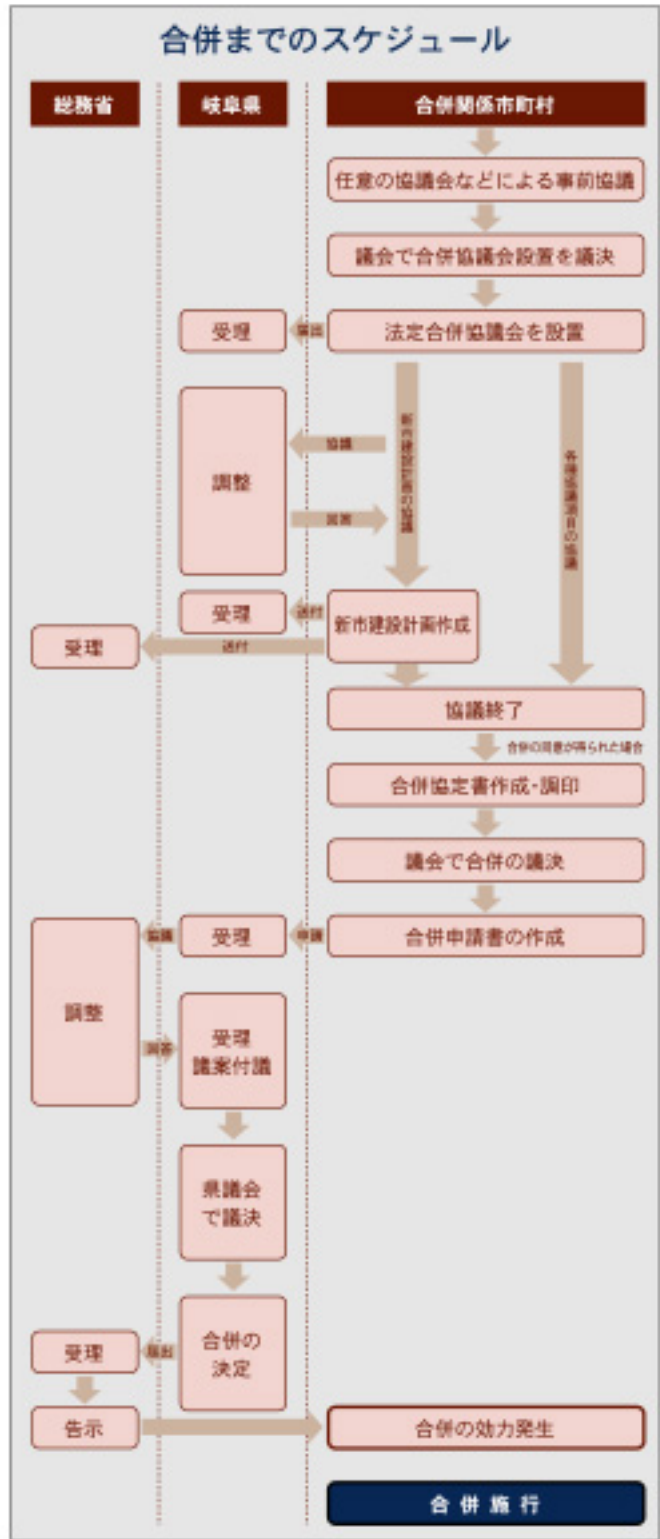 合併までのスケジュール
総務省
岐阜県
合併関係市町村
任意の協議会などによる事前協議
議会で合併協議会設置を議決
受理
届出
法定合併協議会を設置
調整
協議
回答
新市建設計画の協議
各種協議項目の協議
受理
送付
新市建設計画作成
受理
送付
協議終了
合併の同意が得られた場合
合併協定書作成・調印
議会で合併の議決
協議
受理
申請
合併申請書の作成
調整
回答
受理
議案付議
県議会
で議決
合併の
決定
届出
受理
告示
合併の効力発生
合併施行